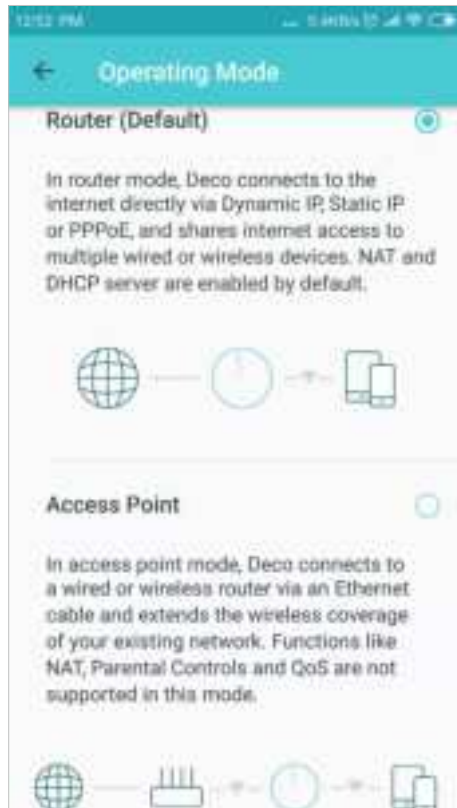 12:52 PM
Operating Mode
Router (Default)
In router mode, Deco connects to the
internet directly via Dynamic IP, Static IP
or PPPoE, and shares internet access to
multiple wired or wireless devices. NAT and
DHCP server are enabled by default.
Access Point
In access point mode, Deco connects to
a wired or wireless router via an Ethernet
cable and extends the wireless coverage
of your existing network. Functions like
NAT, Parental Controls and QoS are not
supported in this mode.